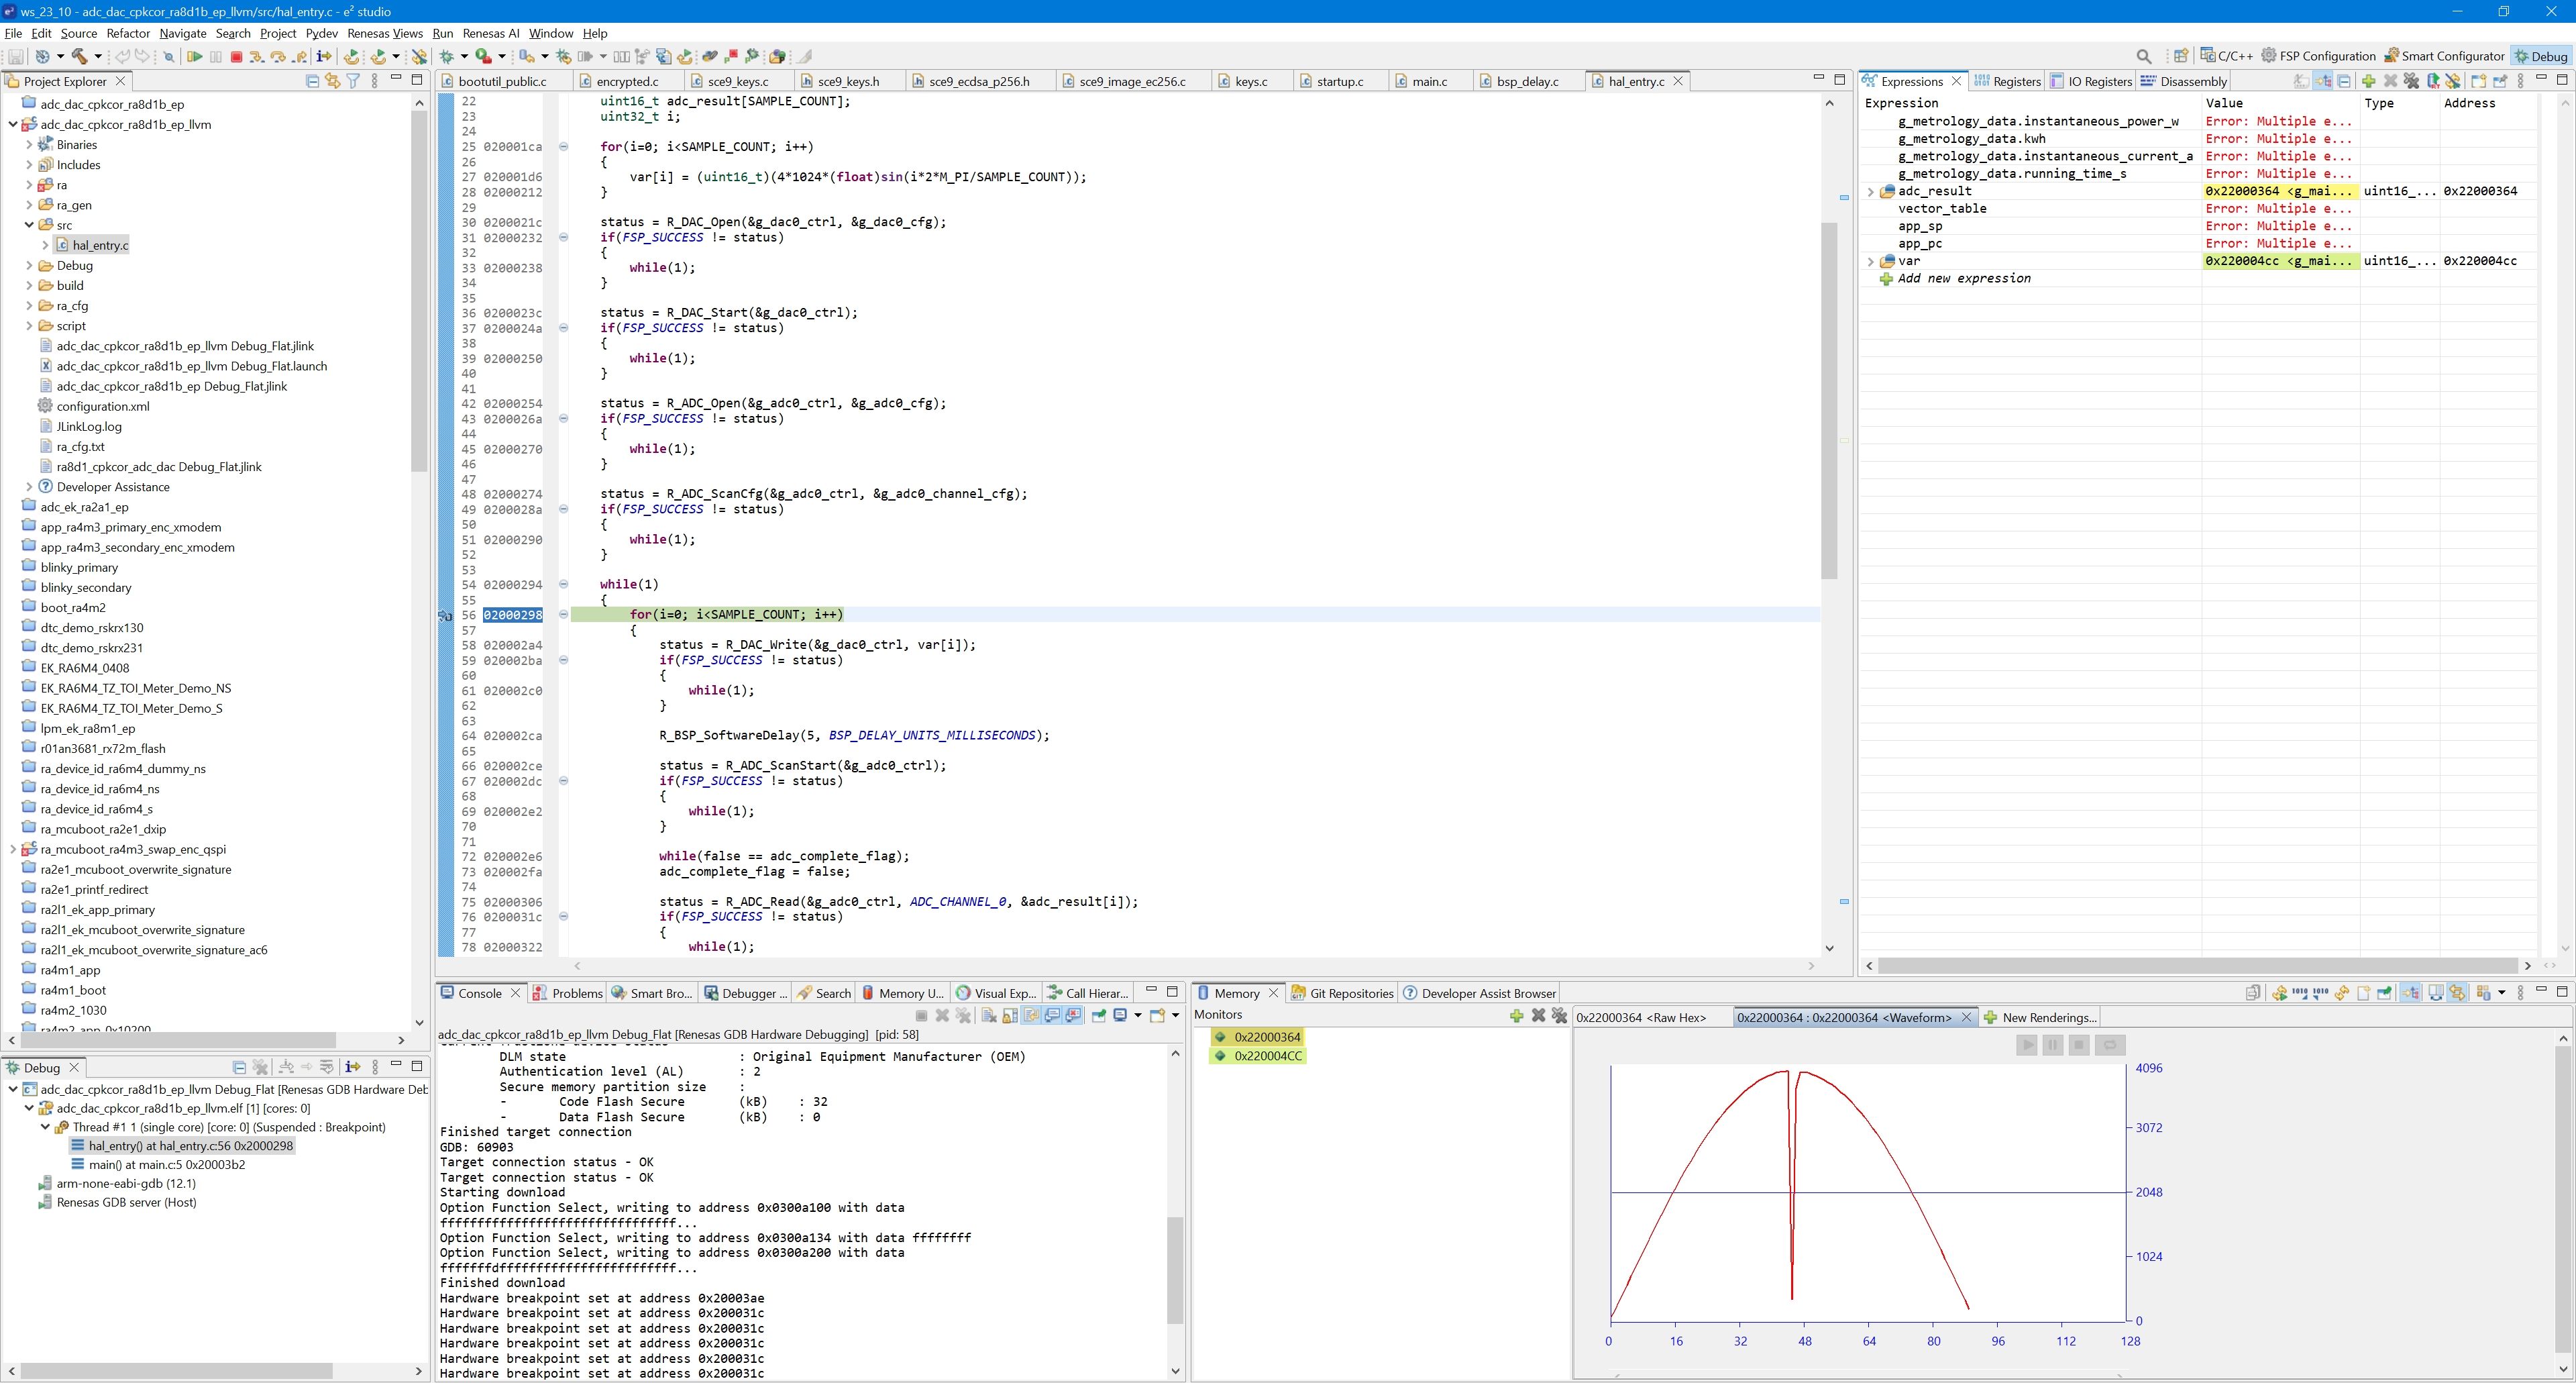 ws_23_10 - adc_dac_cpkcor_ra8d1b_ep_llvm/src/hal_entry.c - e² studio
File Edit Source Refactor Navigate Search Project Pydev Renesas Views Run Renesas AI Window Help
C/C++ FSP Configuration Smart Configurator Debug
Project Explorer
adc_dac_cpkcor_ra8d1b_ep
adc_dac_cpkcor_ra8d1b_ep_llvm
Binaries
Includes
ra
ra_gen
src
hal_entry.c
Debug
build
ra_cfg
script
adc_dac_cpkcor_ra8d1b_ep_llvm Debug_Flat.jlink
adc_dac_cpkcor_ra8d1b_ep_llvm Debug_Flat.launch
adc_dac_cpkcor_ra8d1b_ep Debug_Flat.jlink
configuration.xml
JLinkLog.log
ra_cfg.txt
ra8d1_cpkcor_adc_dac Debug_Flat.jlink
Developer Assistance
adc_ek_ra2a1_ep
app_ra4m3_primary_enc_xmodem
app_ra4m3_secondary_enc_xmodem
blinky_primary
blinky_secondary
boot_ra4m2
dtc_demo_rskrx130
dtc_demo_rskrx231
EK_RA6M4_0408
EK_RA6M4_TZ_TOI_Meter_Demo_NS
EK_RA6M4_TZ_TOI_Meter_Demo_S
lpm_ek_ra8m1_ep
r01an3681_rx72m_flash
ra_device_id_ra6m4_dummy_ns
ra_device_id_ra6m4_ns
ra_device_id_ra6m4_s
ra_mcuboot_ra2e1_dxip
ra_mcuboot_ra4m3_swap_enc_qspi
ra2e1_mcuboot_overwrite_signature
ra2e1_printf_redirect
ra2l1_ek_app_primary
ra2l1_ek_mcuboot_overwrite_signature
ra2l1_ek_mcuboot_overwrite_signature_ac6
ra4m1_app
ra4m1_boot
ra4m2_1030
ra4m2_app_0x10200
bootutil_public.c encrypted.c sce9_keys.c sce9_keys.h sce9_ecdsa_p256.h sce9_image_ec256.c keys.c startup.c main.c bsp_delay.c hal_entry.c
22 uint16_t adc_result[SAMPLE_COUNT];
23 uint32_t i;
24
25 020001ca for(i=0; i<SAMPLE_COUNT; i++)
26 {
27 020001d6 var[i] = (uint16_t)(4*1024*(float)sin(i*2*M_PI/SAMPLE_COUNT));
28 02000212 }
29
30 0200021c status = R_DAC_Open(&g_dac0_ctrl, &g_dac0_cfg);
31 02000232 if(FSP_SUCCESS != status)
32 {
33 02000238 while(1);
34 }
35
36 0200023c status = R_DAC_Start(&g_dac0_ctrl);
37 0200024a if(FSP_SUCCESS != status)
38 {
39 02000250 while(1);
40 }
41
42 02000254 status = R_ADC_Open(&g_adc0_ctrl, &g_adc0_cfg);
43 0200026a if(FSP_SUCCESS != status)
44 {
45 02000270 while(1);
46 }
47
48 02000274 status = R_ADC_ScanCfg(&g_adc0_ctrl, &g_adc0_channel_cfg);
49 0200028a if(FSP_SUCCESS != status)
50 {
51 02000290 while(1);
52 }
53
54 02000294 while(1)
55 {
56 02000298 for(i=0; i<SAMPLE_COUNT; i++)
57 {
58 020002a4 status = R_DAC_Write(&g_dac0_ctrl, var[i]);
59 020002ba if(FSP_SUCCESS != status)
60 {
61 020002c0 while(1);
62 }
63
64 020002ca R_BSP_SoftwareDelay(5, BSP_DELAY_UNITS_MILLISECONDS);
65
66 020002ce status = R_ADC_ScanStart(&g_adc0_ctrl);
67 020002dc if(FSP_SUCCESS != status)
68 {
69 020002e2 while(1);
70 }
71
72 020002e6 while(false == adc_complete_flag);
73 020002fa adc_complete_flag = false;
74
75 02000306 status = R_ADC_Read(&g_adc0_ctrl, ADC_CHANNEL_0, &adc_result[i]);
76 0200031c if(FSP_SUCCESS != status)
77 {
78 02000322 while(1);
Expressions Registers IO Registers Disassembly
Expression Value Type Address
g_metrology_data.instantaneous_power_w Error: Multiple e...
g_metrology_data.kwh Error: Multiple e...
g_metrology_data.instantaneous_current_a Error: Multiple e...
g_metrology_data.running_time_s Error: Multiple e...
adc_result 0x22000364 <g_mai... uint16_... 0x22000364
vector_table Error: Multiple e...
app_sp Error: Multiple e...
app_pc Error: Multiple e...
var 0x220004cc <g_mai... uint16_... 0x220004cc
Add new expression
Debug
adc_dac_cpkcor_ra8d1b_ep_llvm Debug_Flat [Renesas GDB Hardware Deb
adc_dac_cpkcor_ra8d1b_ep_llvm.elf [1] [cores: 0]
Thread #1 1 (single core) [core: 0] (Suspended : Breakpoint)
hal_entry() at hal_entry.c:56 0x2000298
main() at main.c:5 0x20003b2
arm-none-eabi-gdb (12.1)
Renesas GDB server (Host)
Console Problems Smart Bro... Debugger ... Search Memory U... Visual Exp... Call Hierar...
adc_dac_cpkcor_ra8d1b_ep_llvm Debug_Flat [Renesas GDB Hardware Debugging] [pid: 58]
DLM state : Original Equipment Manufacturer (OEM)
Authentication level (AL) : 2
Secure memory partition size :
- Code Flash Secure (kB) : 32
- Data Flash Secure (kB) : 0
Finished target connection
GDB: 60903
Target connection status - OK
Target connection status - OK
Starting download
Option Function Select, writing to address 0x0300a100 with data
ffffffffffffffffffffffffffffffff...
Option Function Select, writing to address 0x0300a134 with data ffffffff
Option Function Select, writing to address 0x0300a200 with data
fffffffdffffffffffffffffffffffff...
Finished download
Hardware breakpoint set at address 0x20003ae
Hardware breakpoint set at address 0x200031c
Hardware breakpoint set at address 0x200031c
Hardware breakpoint set at address 0x200031c
Hardware breakpoint set at address 0x200031c
Hardware breakpoint set at address 0x200031c
Memory Git Repositories Developer Assist Browser
Monitors
0x22000364
0x220004CC
0x22000364 <Raw Hex> 0x22000364 : 0x22000364 <Waveform> New Renderings...
4096
3072
2048
1024
0
0 16 32 48 64 80 96 112 128